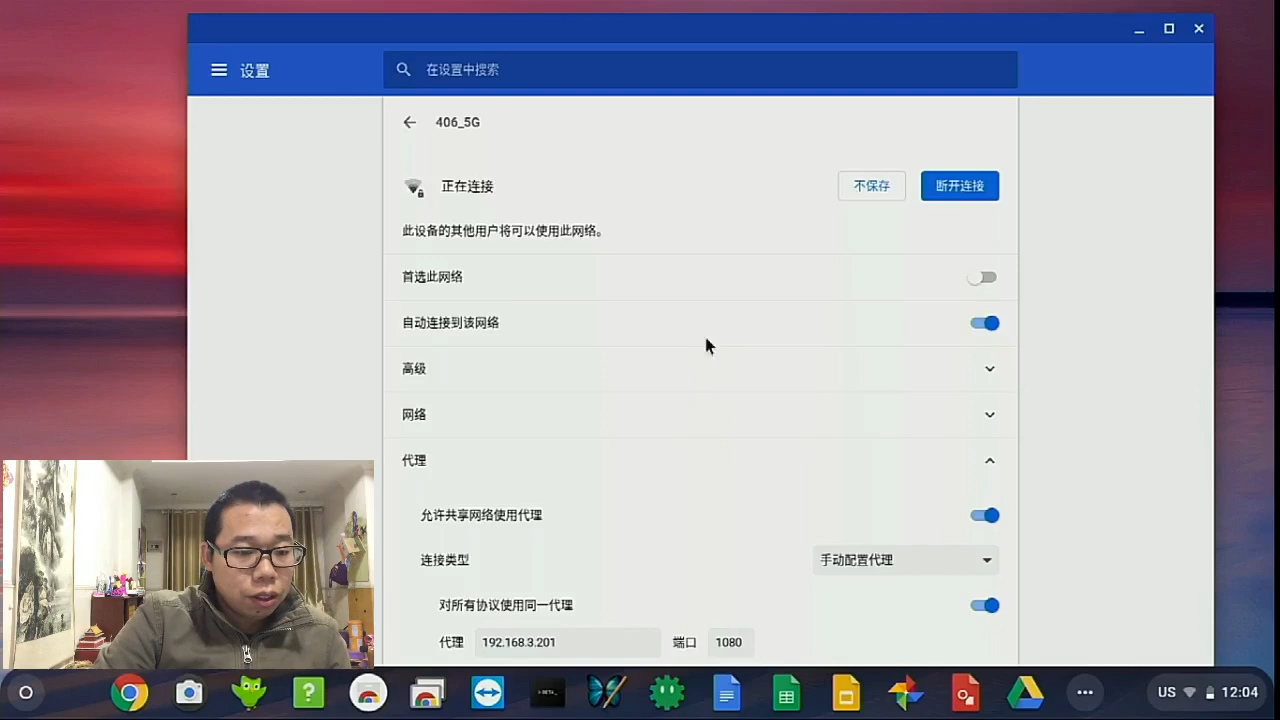 设置
在设置中搜索
406_5G
正在连接
不保存
断开连接
此设备的其他用户将可以使用此网络。
首选此网络
自动连接到该网络
高级
网络
代理
允许共享网络使用代理
连接类型
手动配置代理
对所有协议使用同一代理
代理 192.168.3.201 端口 1080
>BETA_
US 12:04